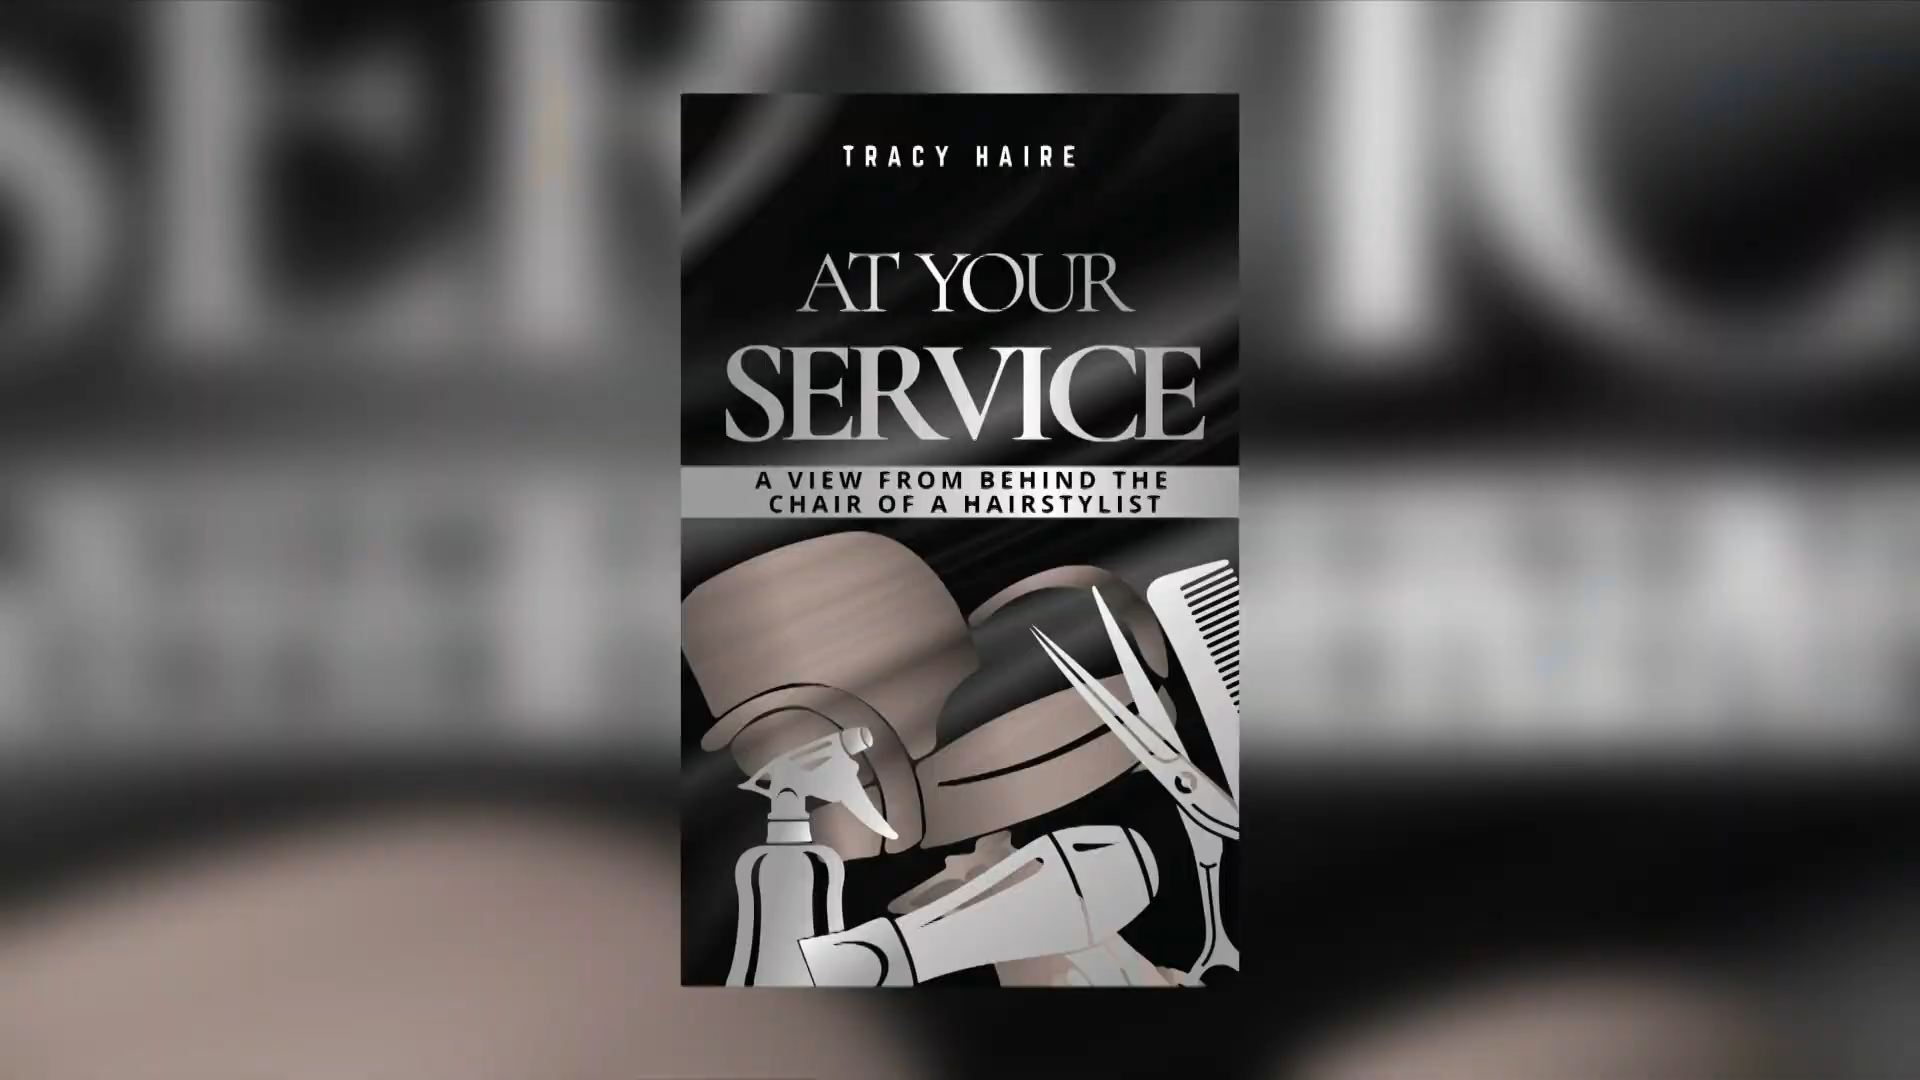 TRACY HAIRE
AT YOUR
SERVICE
A VIEW FROM BEHIND THE
CHAIR OF A HAIRSTYLIST